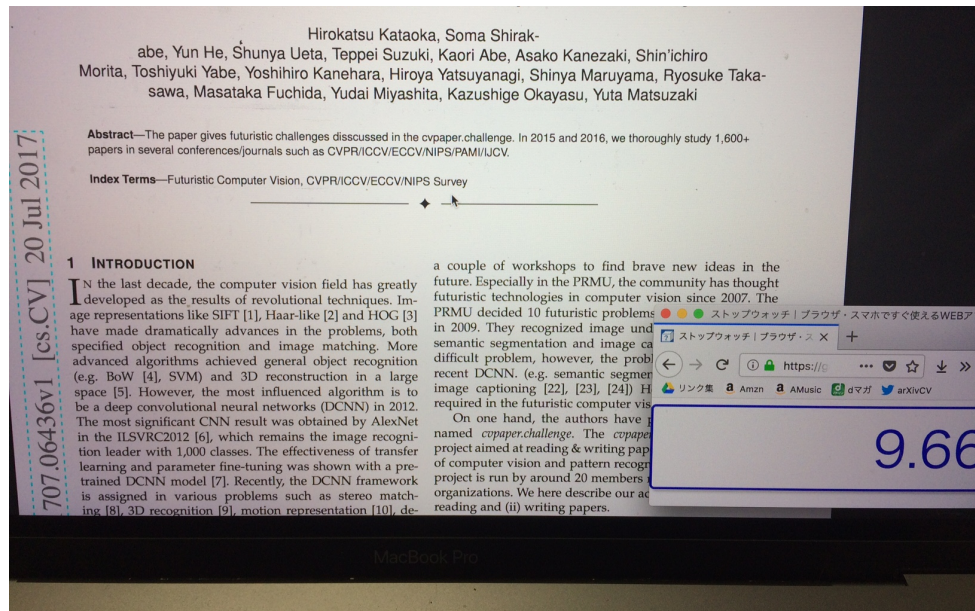 Hirokatsu Kataoka, Soma Shirak-
abe, Yun He, Shunya Ueta, Teppei Suzuki, Kaori Abe, Asako Kanezaki, Shin'ichiro
Morita, Toshiyuki Yabe, Yoshihiro Kanehara, Hiroya Yatsuyanagi, Shinya Maruyama, Ryosuke Taka-
sawa, Masataka Fuchida, Yudai Miyashita, Kazushige Okayasu, Yuta Matsuzaki
Abstract—The paper gives futuristic challenges disscussed in the cvpaper.challenge. In 2015 and 2016, we thoroughly study 1,600+
papers in several conferences/journals such as CVPR/ICCV/ECCV/NIPS/PAMI/IJCV.
Index Terms—Futuristic Computer Vision, CVPR/ICCV/ECCV/NIPS Survey
707.06436v1 [cs.CV] 20 Jul 2017
1 INTRODUCTION
IN the last decade, the computer vision field has greatly
developed as the results of revolutional techniques. Im-
age representations like SIFT [1], Haar-like [2] and HOG [3]
have made dramatically advances in the problems, both
specified object recognition and image matching. More
advanced algorithms achieved general object recognition
(e.g. BoW [4], SVM) and 3D reconstruction in a large
space [5]. However, the most influenced algorithm is to
be a deep convolutional neural networks (DCNN) in 2012.
The most significant CNN result was obtained by AlexNet
in the ILSVRC2012 [6], which remains the image recogni-
tion leader with 1,000 classes. The effectiveness of transfer
learning and parameter fine-tuning was shown with a pre-
trained DCNN model [7]. Recently, the DCNN framework
is assigned in various problems such as stereo match-
ing [8], 3D recognition [9], motion representation [10], de-
a couple of workshops to find brave new ideas in the
future. Especially in the PRMU, the community has thought
futuristic technologies in computer vision since 2007. The
PRMU decided 10 futuristic problems
in 2009. They recognized image und
semantic segmentation and image ca
difficult problem, however, the prob
recent DCNN. (e.g. semantic segmen
image captioning [22], [23], [24]) H
required in the futuristic computer vis
On one hand, the authors have
named cvpaper.challenge. The cvpape
project aimed at reading & writing pap
of computer vision and pattern recogn
project is run by around 20 members
organizations. We here describe our ac
reading and (ii) writing papers.
ストップウォッチ | ブラウザ・スマホですぐ使えるWEBア
ストップウォッチ | ブラウザ・ス
https://
リンク集 Amzn AMusic dマガ arXivCV
9.66
MacBook Pro